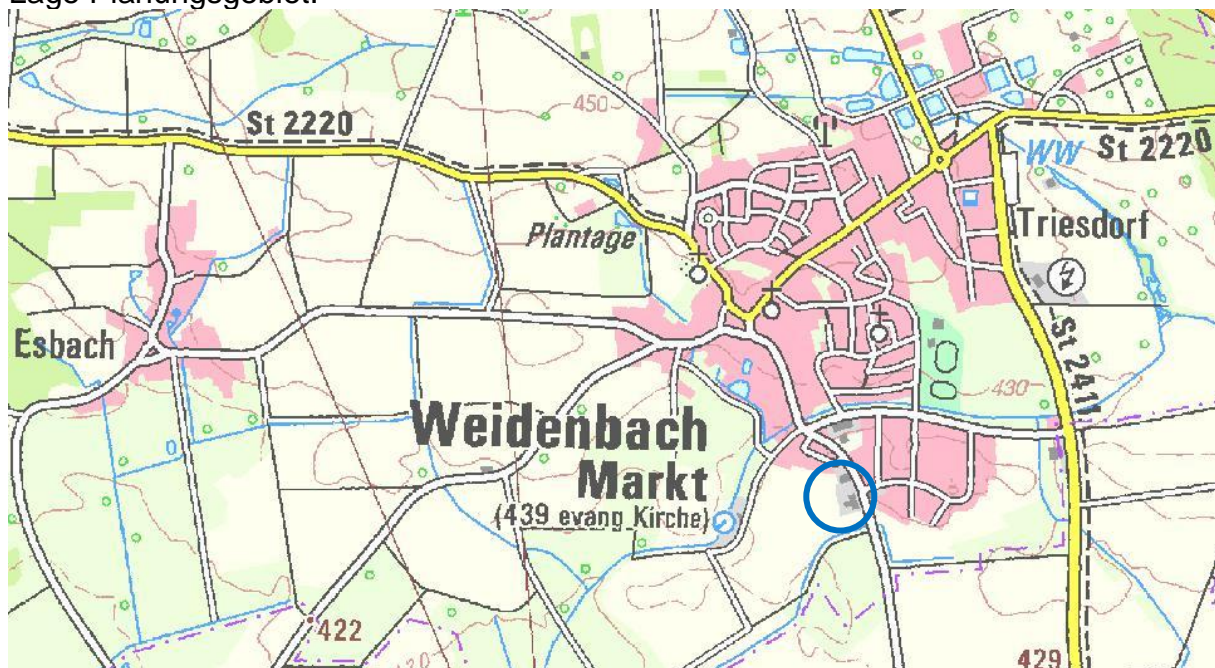 Lage Planungsgebiet:
450
St 2220
WW St 2220
Plantage
Triesdorf
Esbach
St 2411
430
Weidenbach
Markt
(439 evang Kirche)
422
420
429